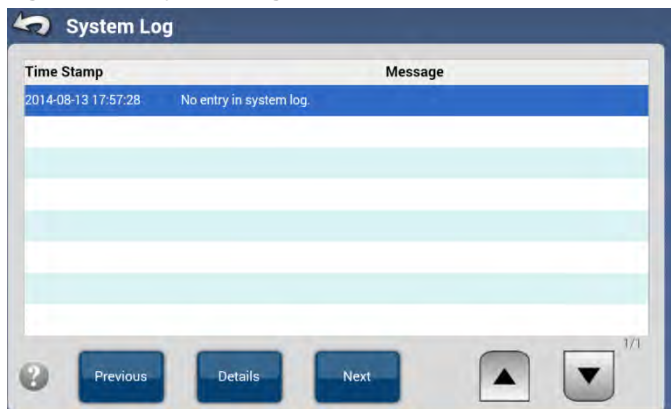 System Log
Time Stamp Message
2014-08-13 17:57:28 No entry in system log.
1/1
? Previous Details Next